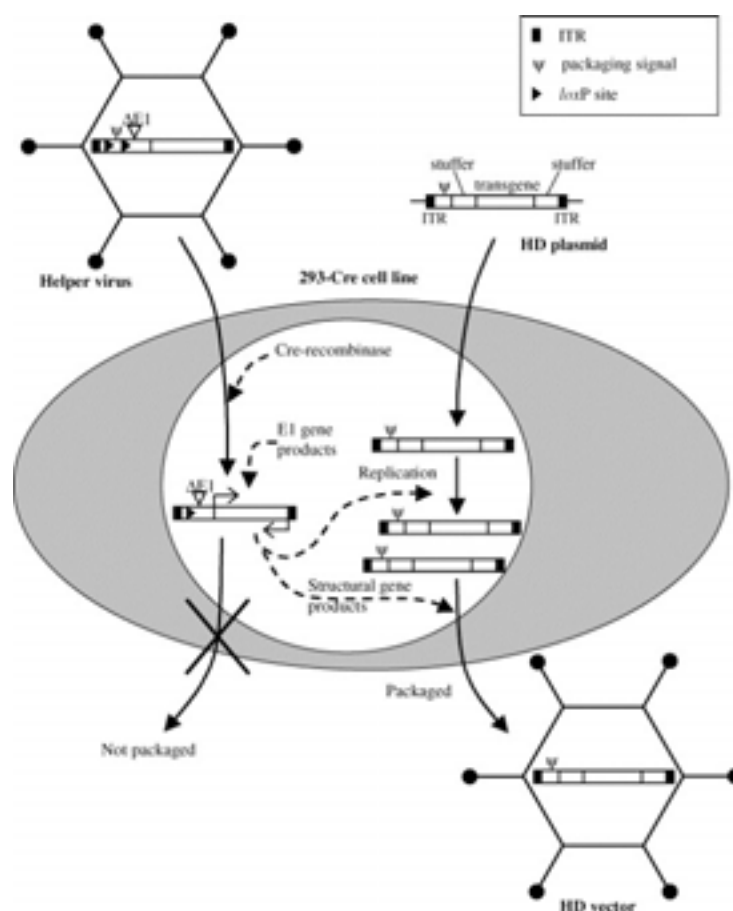 ITR
ψ packaging signal
loxP site
ΔE1
ψ
Helper virus
stuffer
stuffer
transgene
ψ
ITR
ITR
HD plasmid
293-Cre cell line
Cre-recombinase
E1 gene
products
ψ
Replication
ΔE1
ψ
ψ
Structural gene
products
Packaged
Not packaged
ψ
HD vector